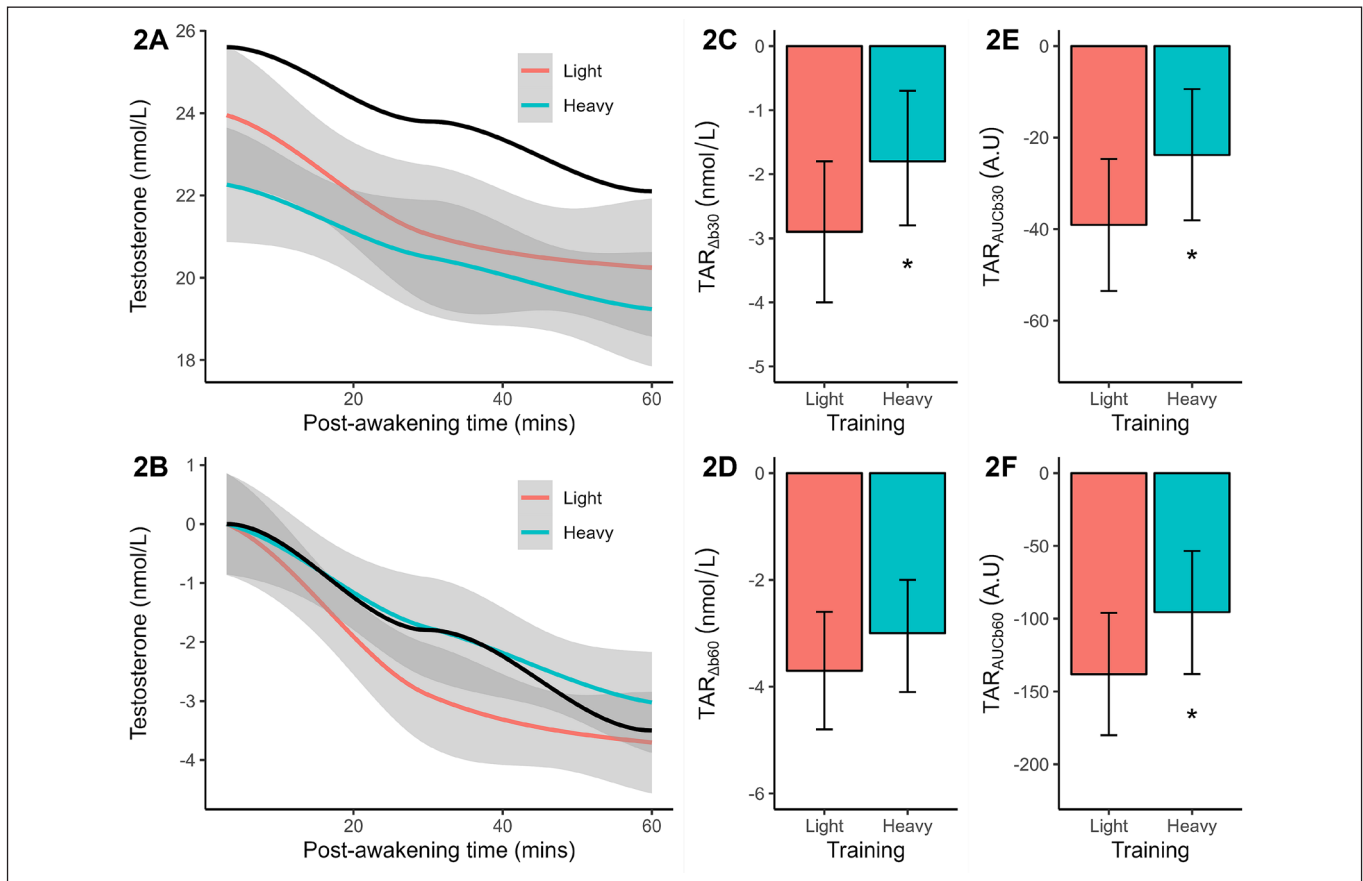 2A
26
24
22
20
18
Testosterone (nmol/L)
Light
Heavy
20
40
60
Post-awakening time (mins)
2C
0
-1
-2
-3
-4
-5
TARΔb30 (nmol/L)
*
Light
Heavy
Training
2E
0
-20
-40
-60
TARAUCb30 (A.U)
*
Light
Heavy
Training
2B
1
0
-1
-2
-3
-4
Testosterone (nmol/L)
Light
Heavy
20
40
60
Post-awakening time (mins)
2D
0
-2
-4
-6
TARΔb60 (nmol/L)
Light
Heavy
Training
2F
0
-50
-100
-150
-200
TARAUCb60 (A.U)
*
Light
Heavy
Training